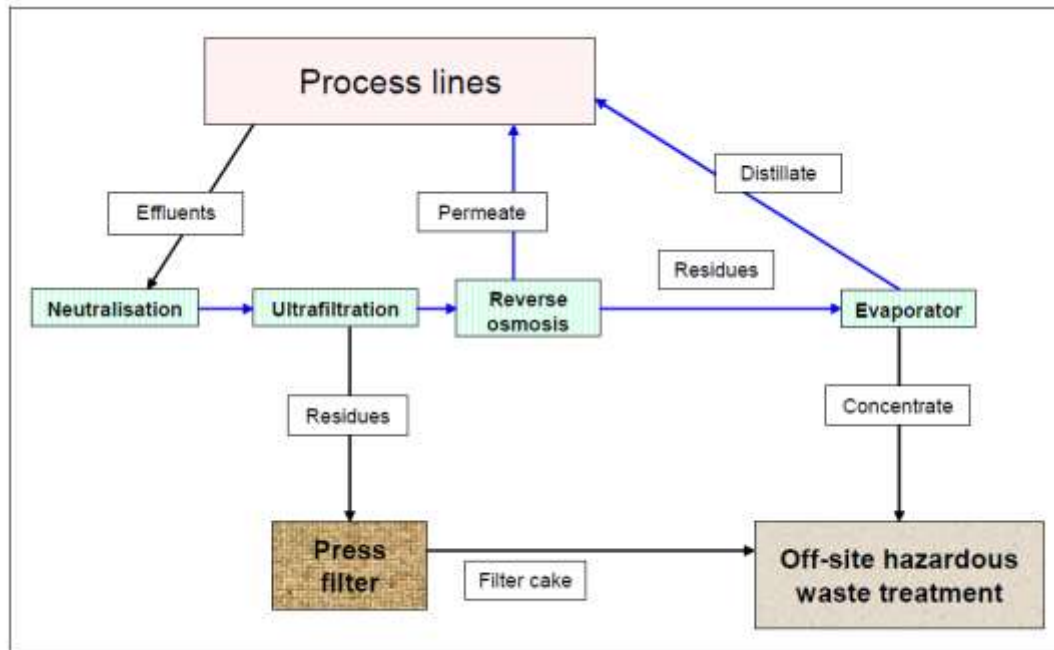 Process lines
Distillate
Effluents
Permeate
Residues
Neutralisation
Ultrafiltration
Reverse
osmosis
Evaporator
Residues
Concentrate
Press
filter
Filter cake
Off-site hazardous
waste treatment